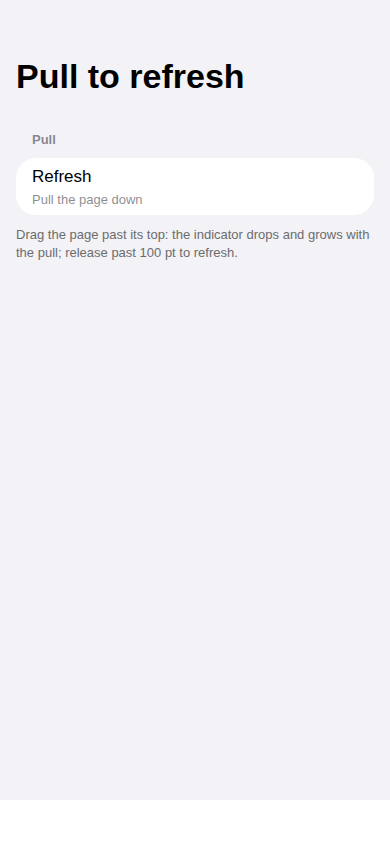 Pull to refresh
Pull
Refresh
Pull the page down
Drag the page past its top: the indicator drops and grows with
the pull; release past 100 pt to refresh.